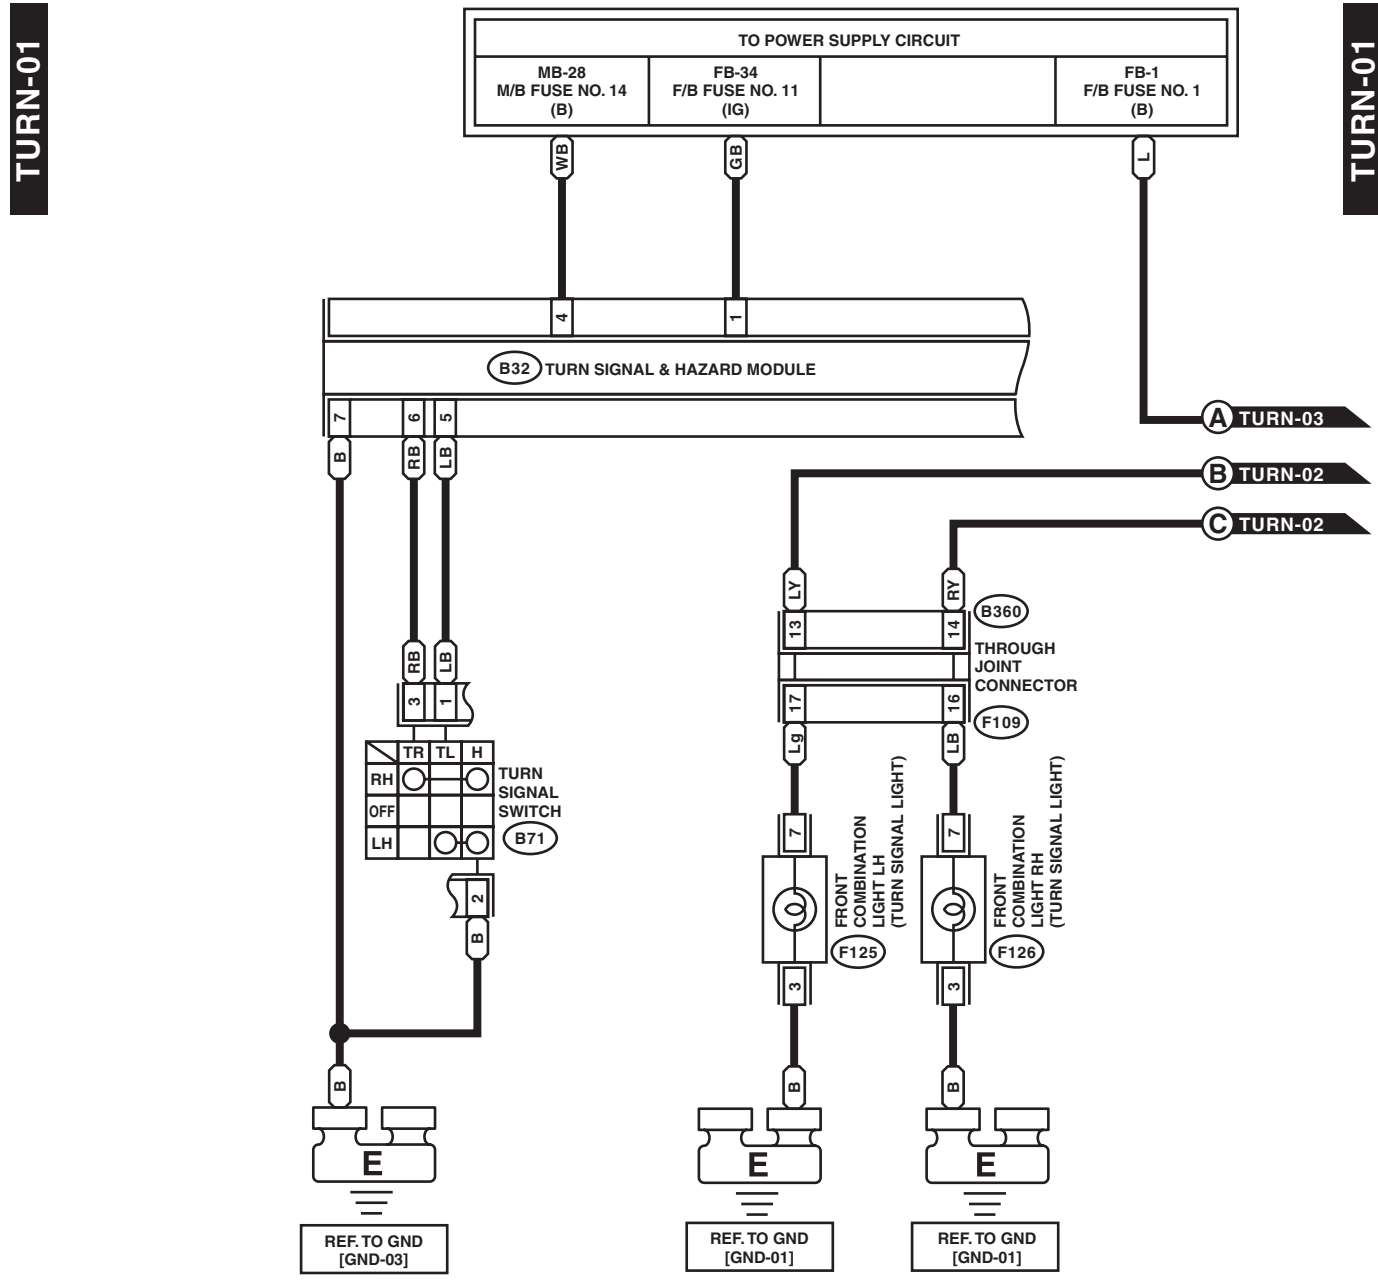 TURN-01
TURN-01
TO POWER SUPPLY CIRCUIT
MB-28
M/B FUSE NO. 14
(B)
FB-34
F/B FUSE NO. 11
(IG)
FB-1
F/B FUSE NO. 1
(B)
WB
GB
L
4
1
B32
TURN SIGNAL & HAZARD MODULE
7
6
5
B
RB
LB
A TURN-03
B TURN-02
C TURN-02
LY
RY
13
14
B360
THROUGH
JOINT
CONNECTOR
17
16
F109
Lg
LB
RB
LB
3
1
TR TL H
RH
OFF
LH
TURN
SIGNAL
SWITCH
B71
2
B
7
FRONT
COMBINATION
LIGHT LH
(TURN SIGNAL LIGHT)
F125
3
B
7
FRONT
COMBINATION
LIGHT RH
(TURN SIGNAL LIGHT)
F126
3
B
B
E
E
E
REF. TO GND
[GND-03]
REF. TO GND
[GND-01]
REF. TO GND
[GND-01]